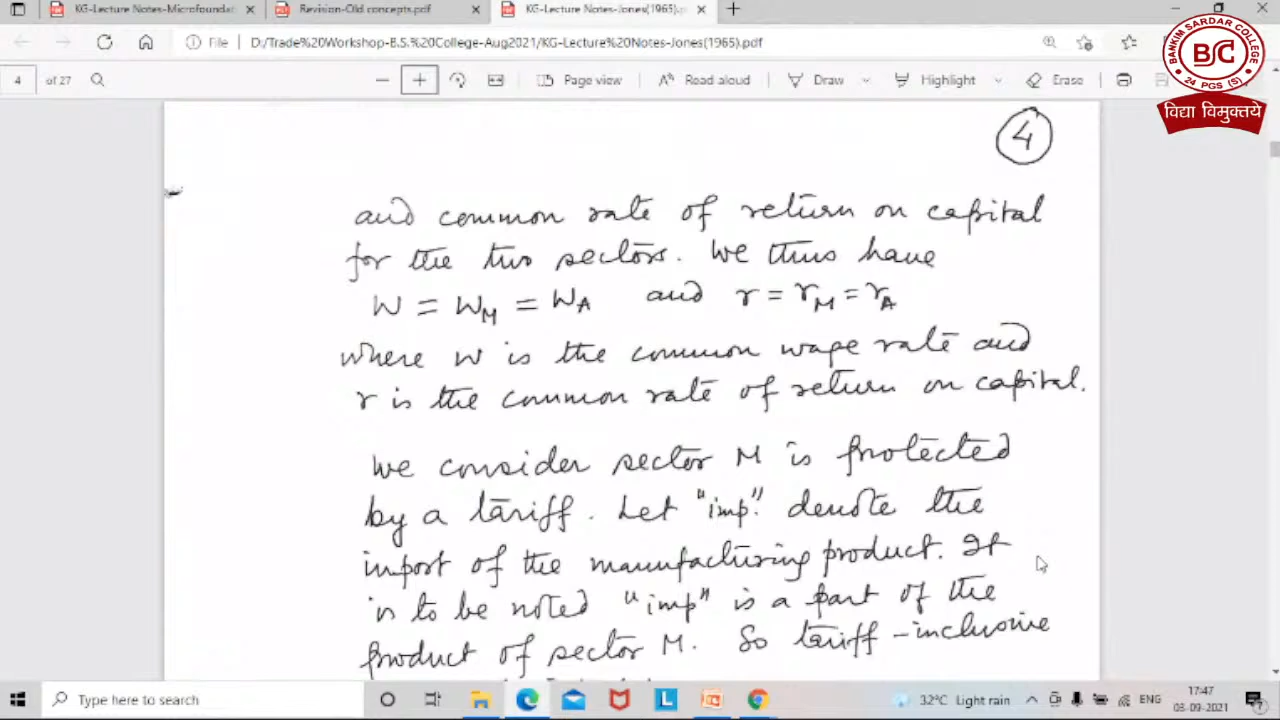 KG-Lecture Notes-Microfoundat
Revision-Old concepts.pdf
KG-Lecture Notes-Jones(1965).p
File D:/Trade%20Workshop-B.S.%20College-Aug2021/KG-Lecture%20Notes-Jones(1965).pdf
4 of 27
Page view
Read aloud
Draw
Highlight
Erase
BANKIM SARDAR COLLEGE
BSC
24 PGS (S)
विद्या विमुक्तये
4
and common rate of return on capital
for the two sectors. We thus have
W = W_M = W_A and r = r_M = r_A
where w is the common wage rate and
r is the common rate of return on capital.
We consider sector M is protected
by a tariff. Let "imp." denote the
import of the manufacturing product. It
is to be noted "imp" is a part of the
product of sector M. So tariff-inclusive
Type here to search
32°C Light rain
ENG
17:47
03-09-2021